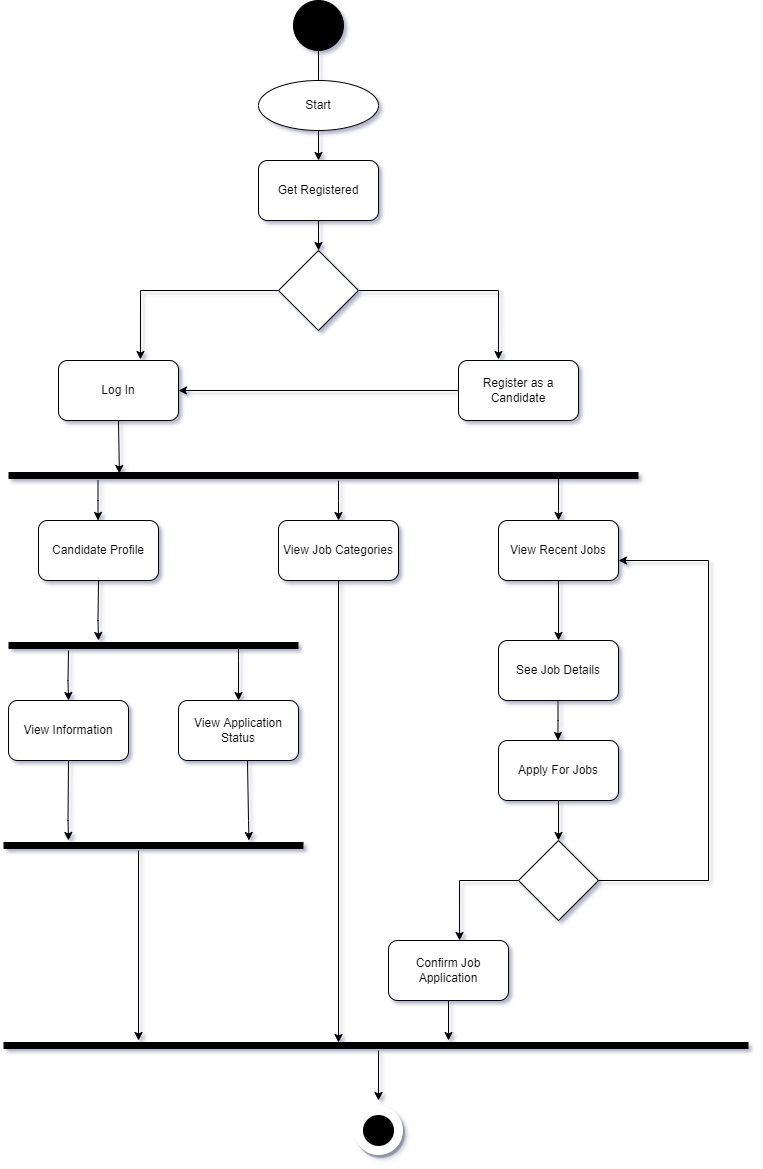 Start
Get Registered
Log In
Register as a
Candidate
Candidate Profile
View Job Categories
View Recent Jobs
See Job Details
View Information
View Application
Status
Apply For Jobs
Confirm Job
Application